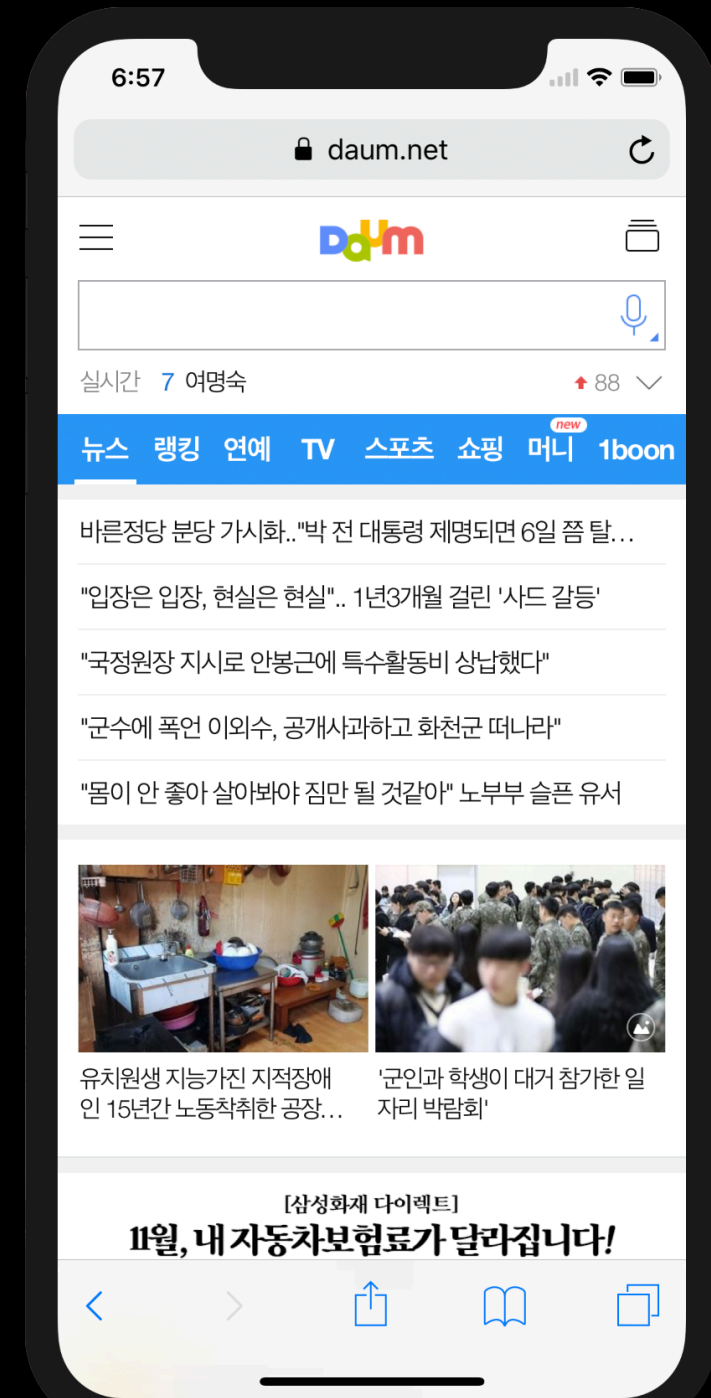 6:57
daum.net
Daum
실시간 7 여명숙 88
new
뉴스 랭킹 연예 TV 스포츠 쇼핑 머니 1boon
바른정당 분당 가시화.."박 전 대통령 제명되면 6일 쯤 탈...
"입장은 입장, 현실은 현실".. 1년3개월 걸린 '사드 갈등'
"국정원장 지시로 안봉근에 특수활동비 상납했다"
"군수에 폭언 이외수, 공개사과하고 화천군 떠나라"
"몸이 안 좋아 살아봐야 짐만 될 것같아" 노부부 슬픈 유서
유치원생 지능가진 지적장애
인 15년간 노동착취한 공장...
'군인과 학생이 대거 참가한 일
자리 박람회'
[삼성화재 다이렉트]
11월, 내 자동차보험료가 달라집니다!